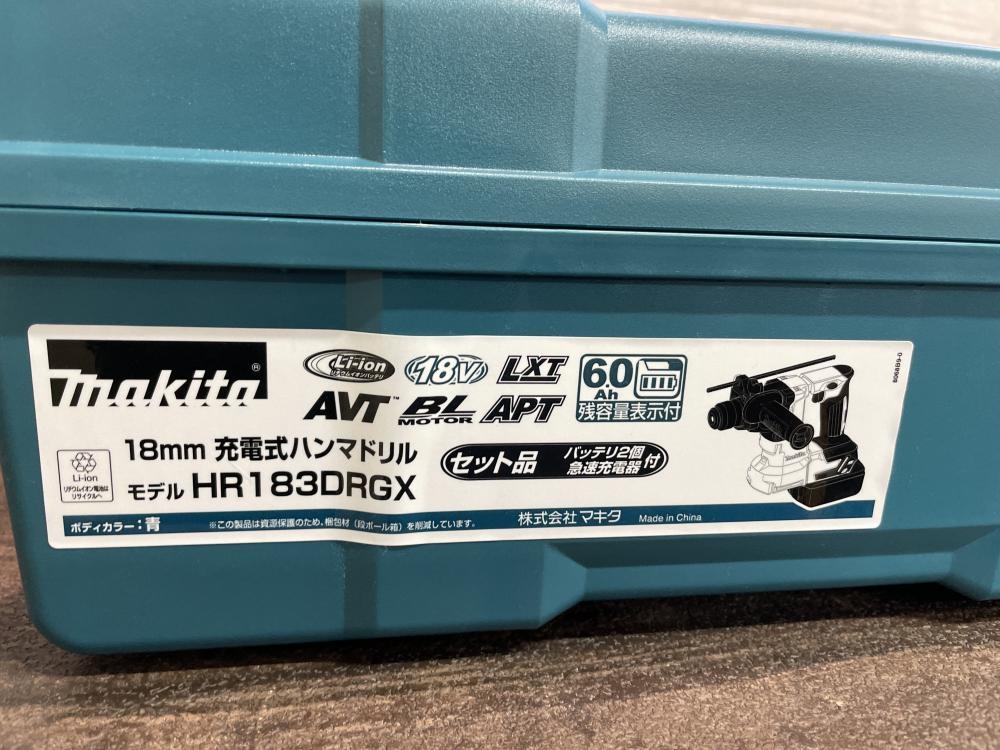 makita®
Li-ion
リチウムイオンバッテリ
18V
LXT
6.0
Ah
残容量表示付
AVT™
BL
MOTOR
APT
18mm 充電式ハンマドリル
モデル HR183DRGX
セット品
バッテリ2個
急速充電器
付
Li-ion
リチウムイオン電池は
リサイクルへ
ボディカラー：青
※この製品は資源保護のため、梱包材（段ボール箱）を削減しています。
株式会社マキタ
Made in China